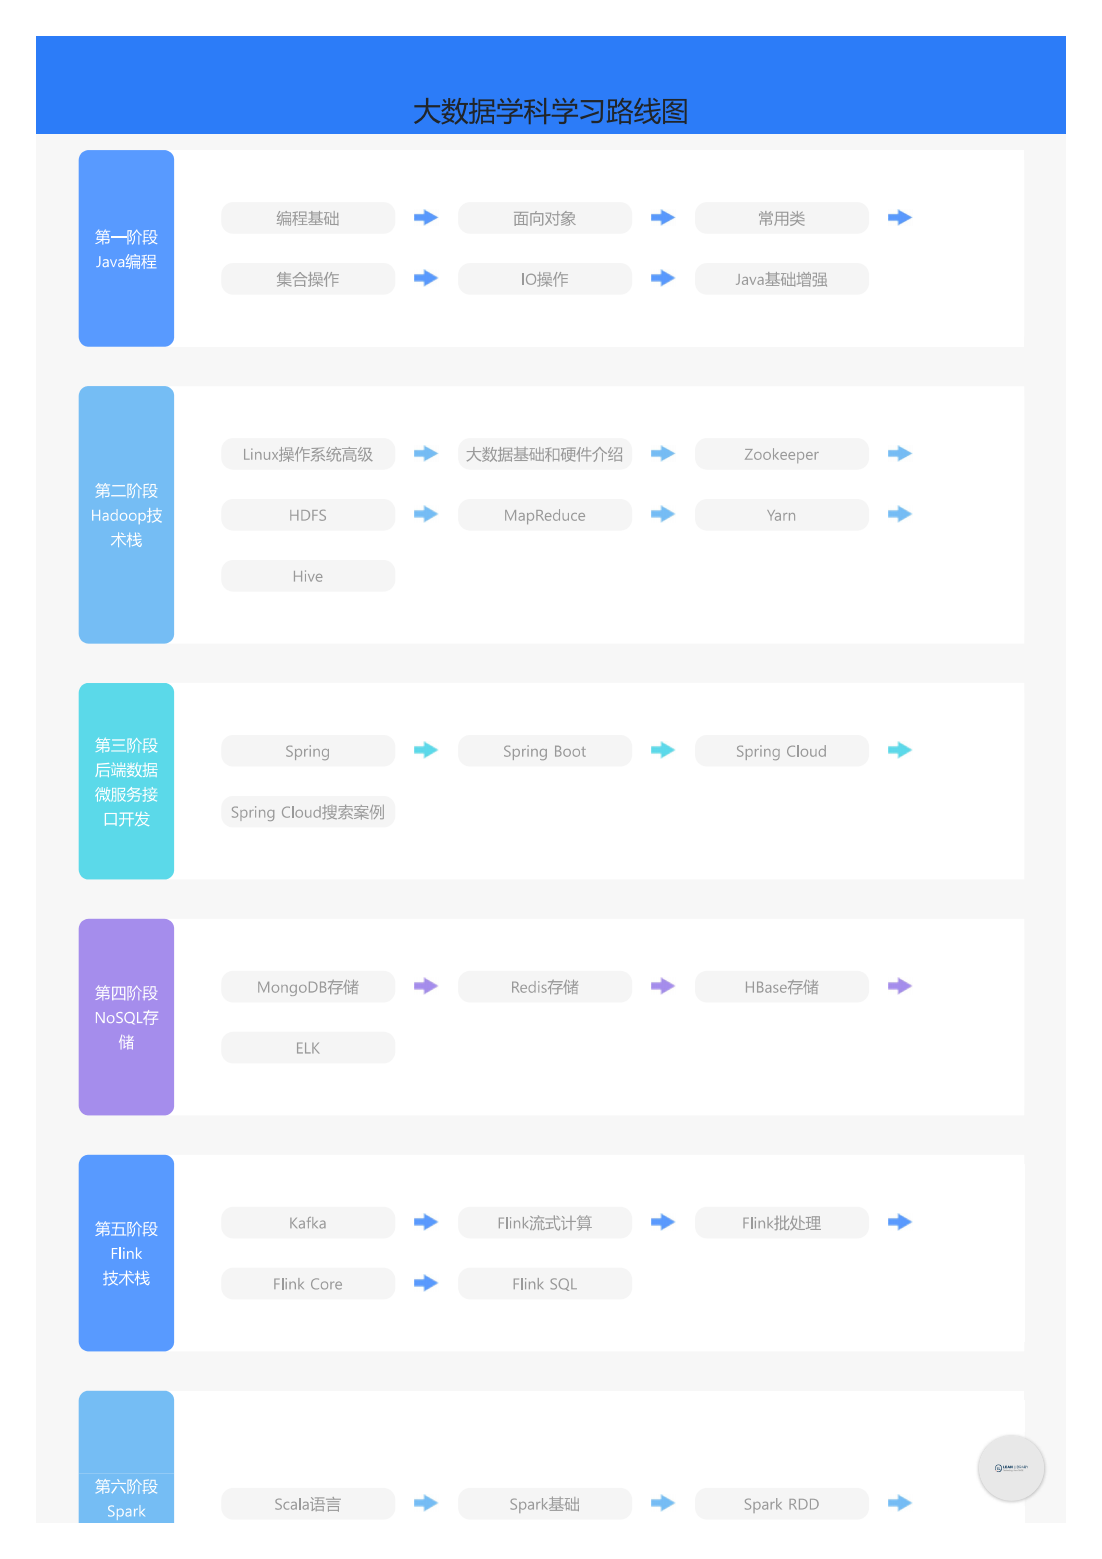 大数据学科学习路线图
第一阶段
Java编程
编程基础
面向对象
常用类
集合操作
IO操作
Java基础增强
第二阶段
Hadoop技
术栈
Linux操作系统高级
大数据基础和硬件介绍
Zookeeper
HDFS
MapReduce
Yarn
Hive
第三阶段
后端数据
微服务接
口开发
Spring
Spring Boot
Spring Cloud
Spring Cloud搜索案例
第四阶段
NoSQL存
储
MongoDB存储
Redis存储
HBase存储
ELK
第五阶段
Flink
技术栈
Kafka
Flink流式计算
Flink批处理
Flink Core
Flink SQL
第六阶段
Spark
Scala语言
Spark基础
Spark RDD